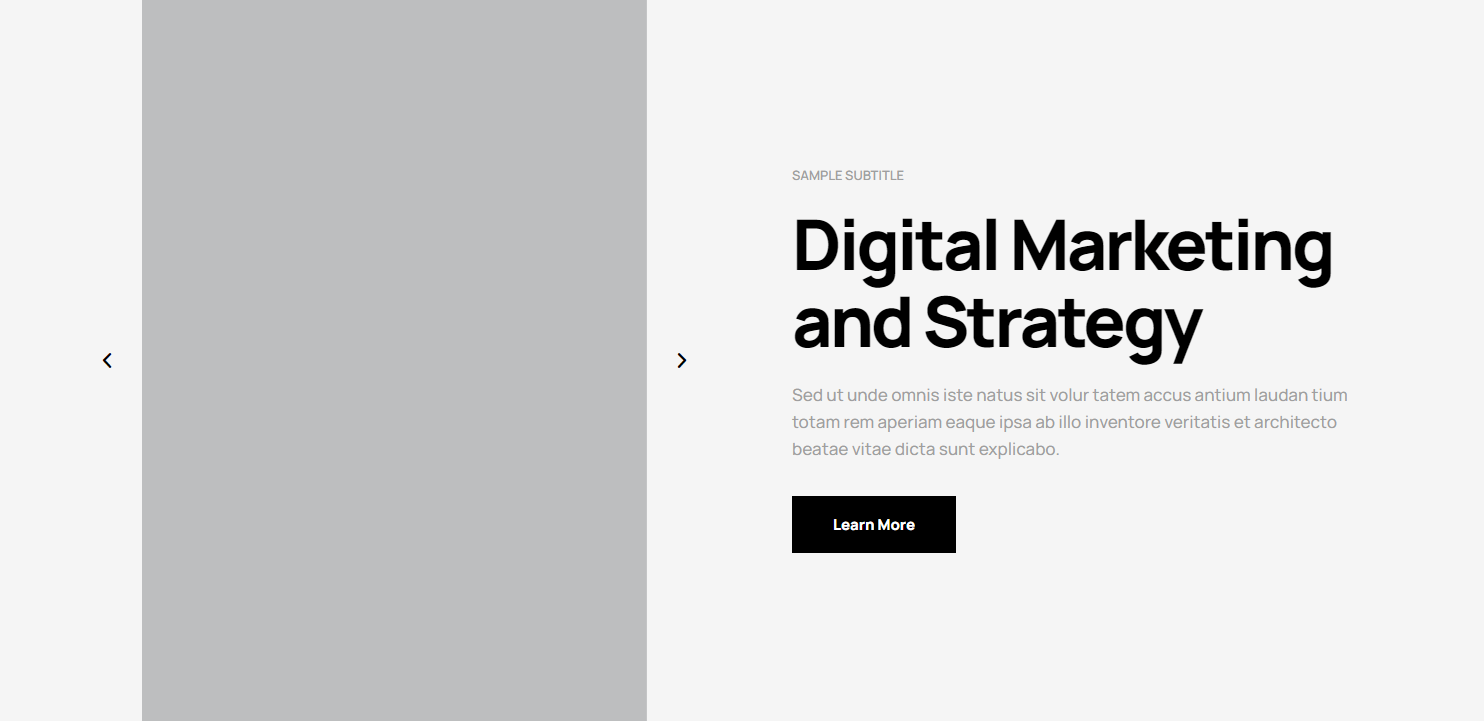 SAMPLE SUBTITLE
Digital Marketing
and Strategy
Sed ut unde omnis iste natus sit volur tatem accus antium laudan tium
totam rem aperiam eaque ipsa ab illo inventore veritatis et architecto
beatae vitae dicta sunt explicabo.
Learn More